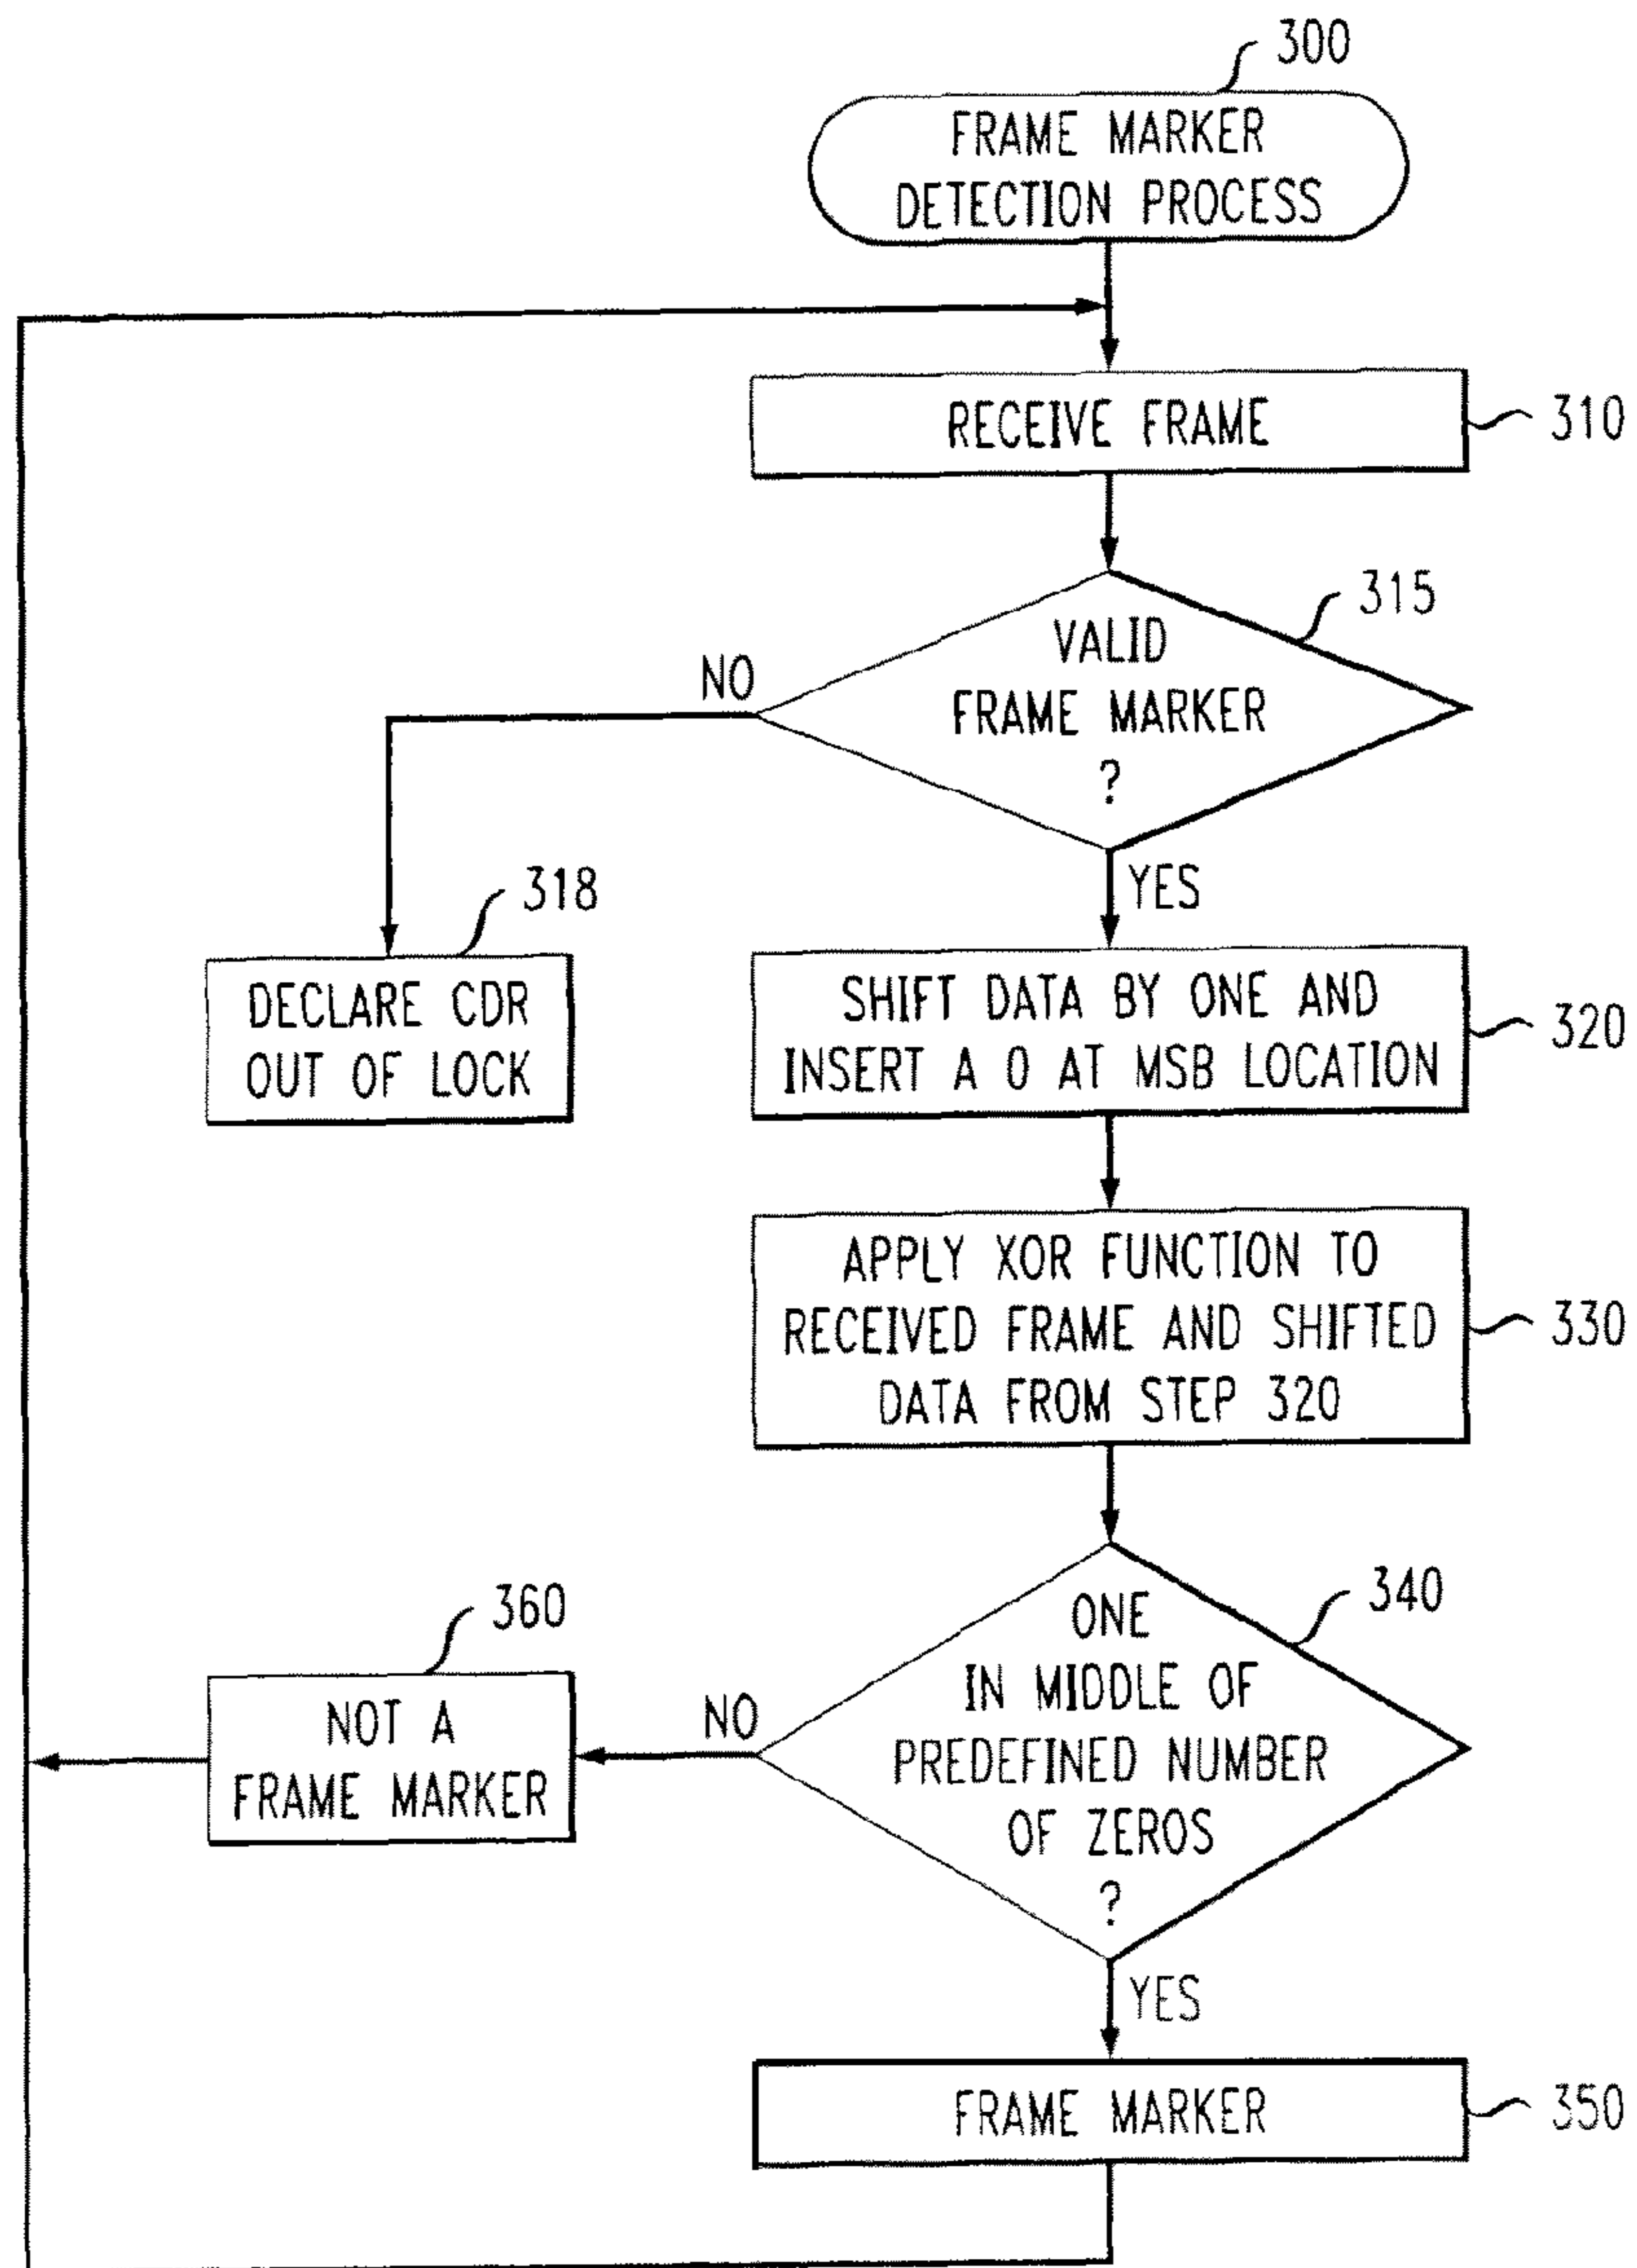 300
FRAME MARKER
DETECTION PROCESS
RECEIVE FRAME
310
315
VALID
FRAME MARKER
?
NO
YES
318
DECLARE CDR
OUT OF LOCK
SHIFT DATA BY ONE AND
INSERT A 0 AT MSB LOCATION
320
APPLY XOR FUNCTION TO
RECEIVED FRAME AND SHIFTED
DATA FROM STEP 320
330
340
ONE
IN MIDDLE OF
PREDEFINED NUMBER
OF ZEROS
?
NO
YES
360
NOT A
FRAME MARKER
FRAME MARKER
350